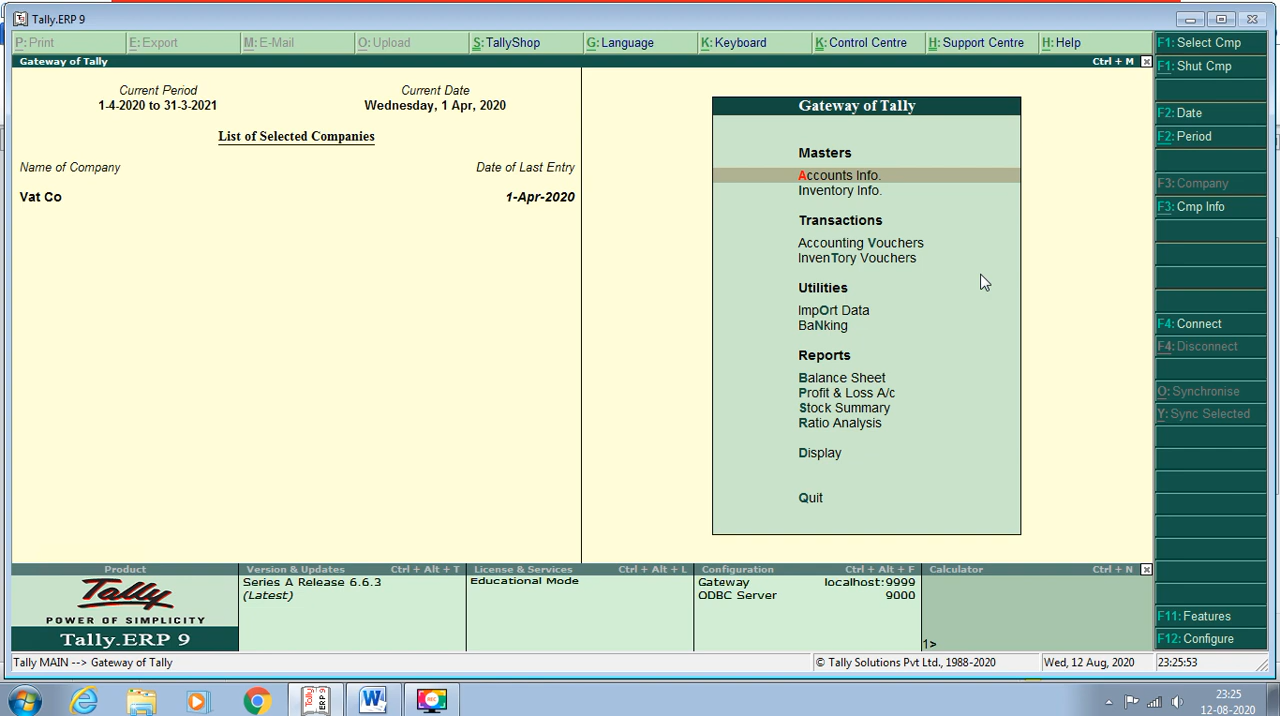 Tally.ERP 9
P: Print
E: Export
M: E-Mail
O: Upload
S: TallyShop
G: Language
K: Keyboard
K: Control Centre
H: Support Centre
H: Help
F1: Select Cmp
Gateway of Tally
Ctrl + M
F1: Shut Cmp
Current Period
1-4-2020 to 31-3-2021
Current Date
Wednesday, 1 Apr, 2020
List of Selected Companies
Name of Company
Date of Last Entry
Vat Co
1-Apr-2020
Gateway of Tally
Masters
Accounts Info.
Inventory Info.
Transactions
Accounting Vouchers
InvenTory Vouchers
Utilities
ImpOrt Data
BaNking
Reports
Balance Sheet
Profit & Loss A/c
Stock Summary
Ratio Analysis
Display
Quit
F2: Date
F2: Period
F3: Company
F3: Cmp Info
F4: Connect
F4: Disconnect
O: Synchronise
Y: Sync Selected
F11: Features
F12: Configure
Product
Tally
POWER OF SIMPLICITY
Tally.ERP 9
Version & Updates
Ctrl + Alt + T
Series A Release 6.6.3
(Latest)
License & Services
Ctrl + Alt + L
Educational Mode
Configuration
Ctrl + Alt + F
Gateway
localhost:9999
ODBC Server
9000
Calculator
Ctrl + N
1>
Tally MAIN --> Gateway of Tally
© Tally Solutions Pvt Ltd., 1988-2020
Wed, 12 Aug, 2020
23:25:53
23:25
12-08-2020